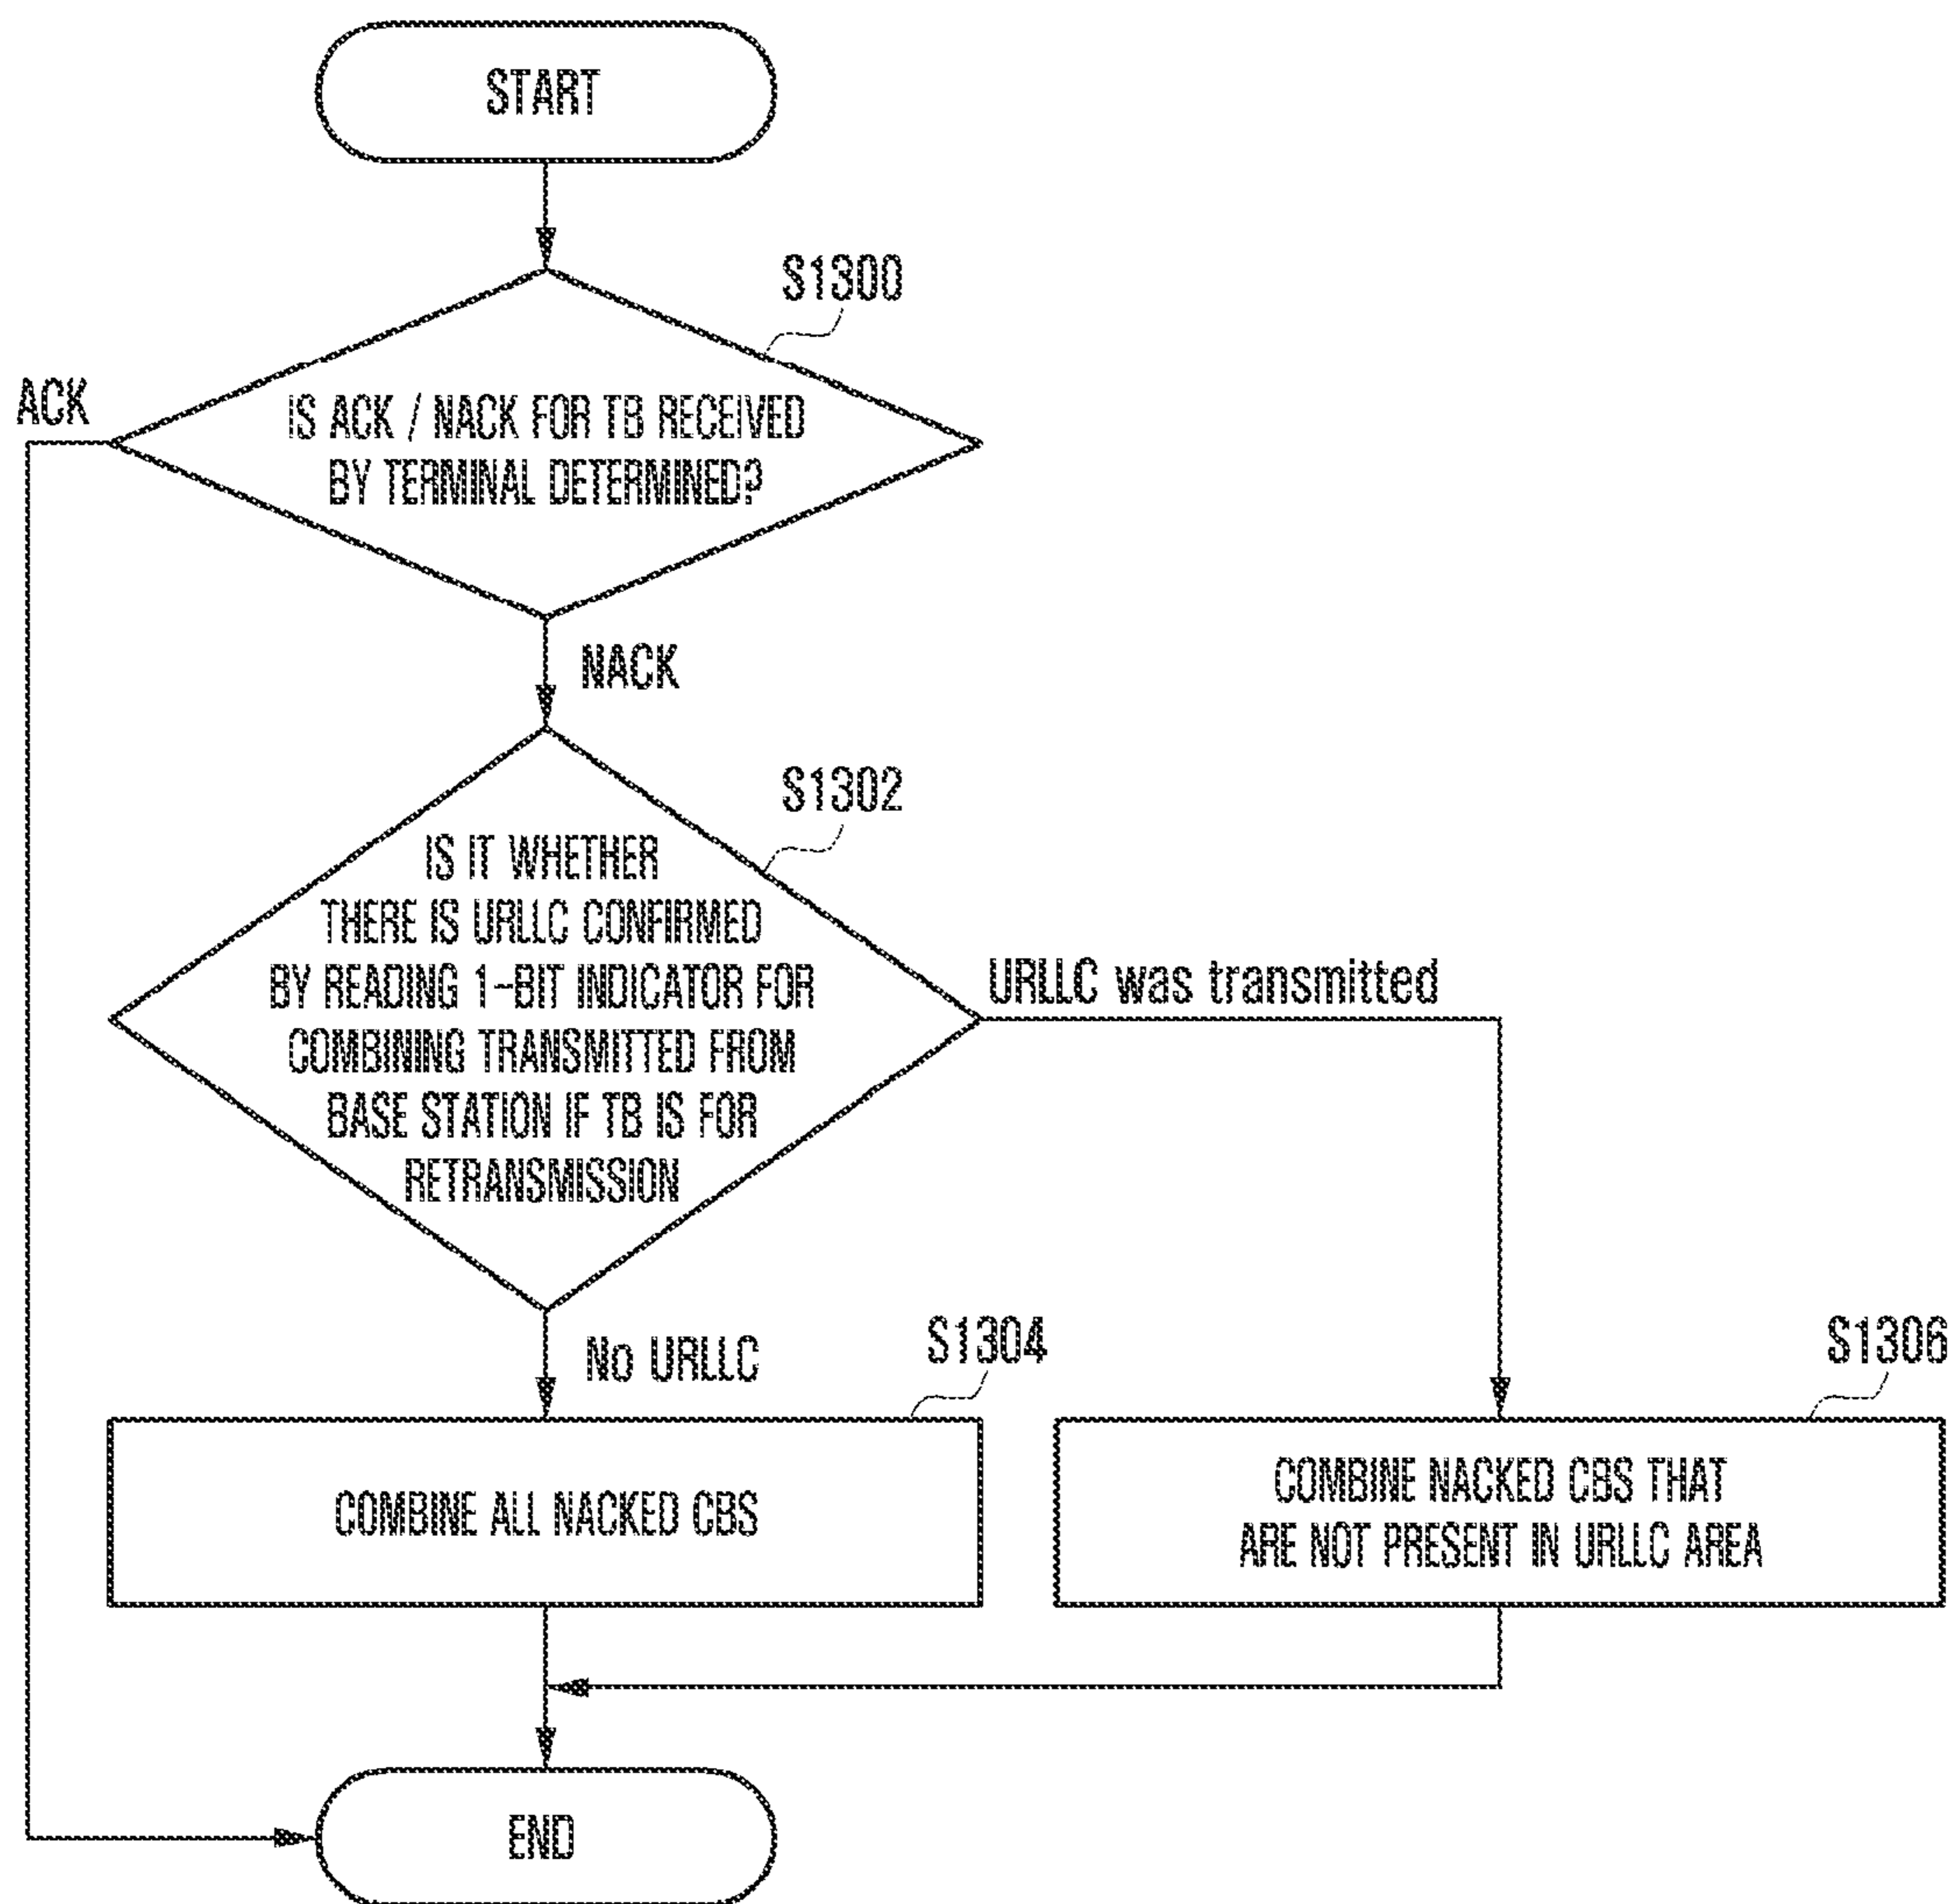 START
S1300
ACK
IS ACK / NACK FOR TB RECEIVED
BY TERMINAL DETERMINED?
NACK
S1302
IS IT WHETHER
THERE IS URLLC CONFIRMED
BY READING 1-BIT INDICATOR FOR
COMBINING TRANSMITTED FROM
BASE STATION IF TB IS FOR
RETRANSMISSION
URLLC was transmitted
No URLLC
S1304
S1306
COMBINE ALL NACKED CBS
COMBINE NACKED CBS THAT
ARE NOT PRESENT IN URLLC AREA
END